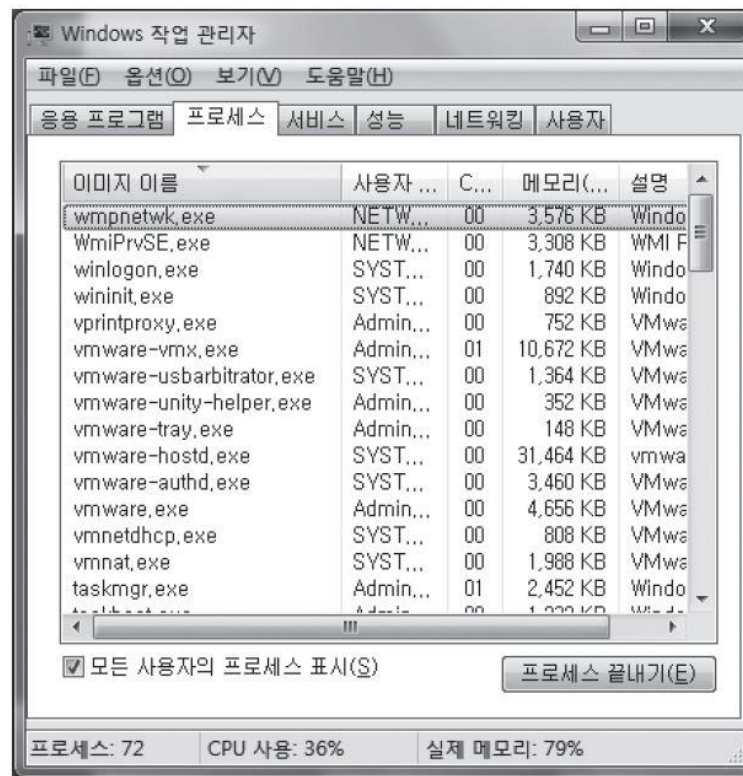 Windows 작업 관리자
파일(F) 옵션(O) 보기(V) 도움말(H)
응용 프로그램 프로세스 서비스 성능 네트워킹 사용자
이미지 이름 사용자 ... C... 메모리(... 설명
wmpnetwk.exe NETW... 00 3,576 KB Windo
WmiPrvSE.exe NETW... 00 3,308 KB WMI P
winlogon.exe SYST... 00 1,740 KB Windo
wininit.exe SYST... 00 892 KB Windo
vprintproxy.exe Admin... 00 752 KB VMwa
vmware-vmx.exe Admin... 01 10,672 KB VMwa
vmware-usbarbitrator.exe SYST... 00 1,364 KB VMwa
vmware-unity-helper.exe Admin... 00 352 KB VMwa
vmware-tray.exe Admin... 00 148 KB VMwa
vmware-hostd.exe SYST... 00 31,464 KB vmwa
vmware-authd.exe SYST... 00 3,460 KB VMwa
vmware.exe Admin... 00 4,656 KB VMwa
vmnetdhcp.exe SYST... 00 808 KB VMwa
vmnat.exe SYST... 00 1,988 KB VMwa
taskmgr.exe Admin... 01 2,452 KB Windo
모든 사용자의 프로세스 표시(S) 프로세스 끝내기(E)
프로세스: 72 CPU 사용: 36% 실제 메모리: 79%